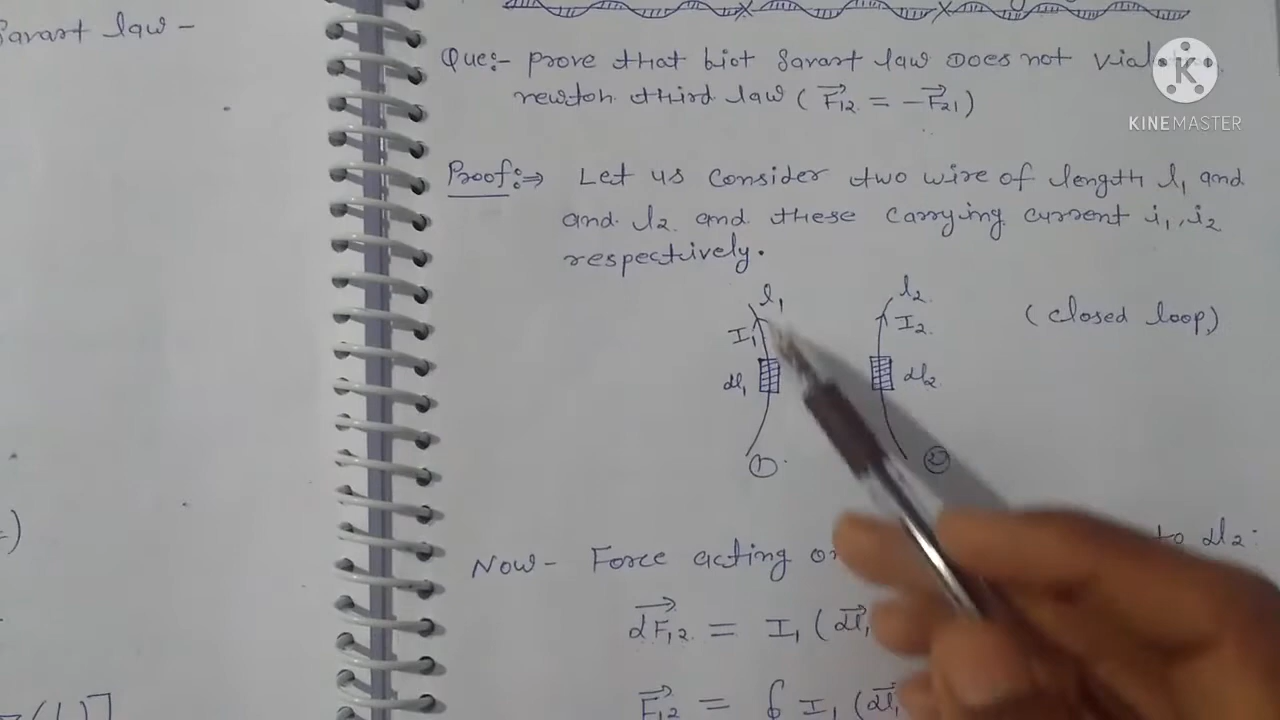 Savart law -
Que:- prove that biot savart law Does not
newton third law ( F₁₂ = - F₂₁ )
Proof:⇒ Let us consider two wire of length l₁ and
and l₂ and these carrying current i₁, i₂
respectively.
l₁ l₂
I₁ I₂ (closed loop)
dl₁ dl₂
① ②
Now - Force acting to dl₂:
dF₁₂ = I₁ (dl₁
F₁₂ = ∮ I₁ (dl₁
K
KINEMASTER